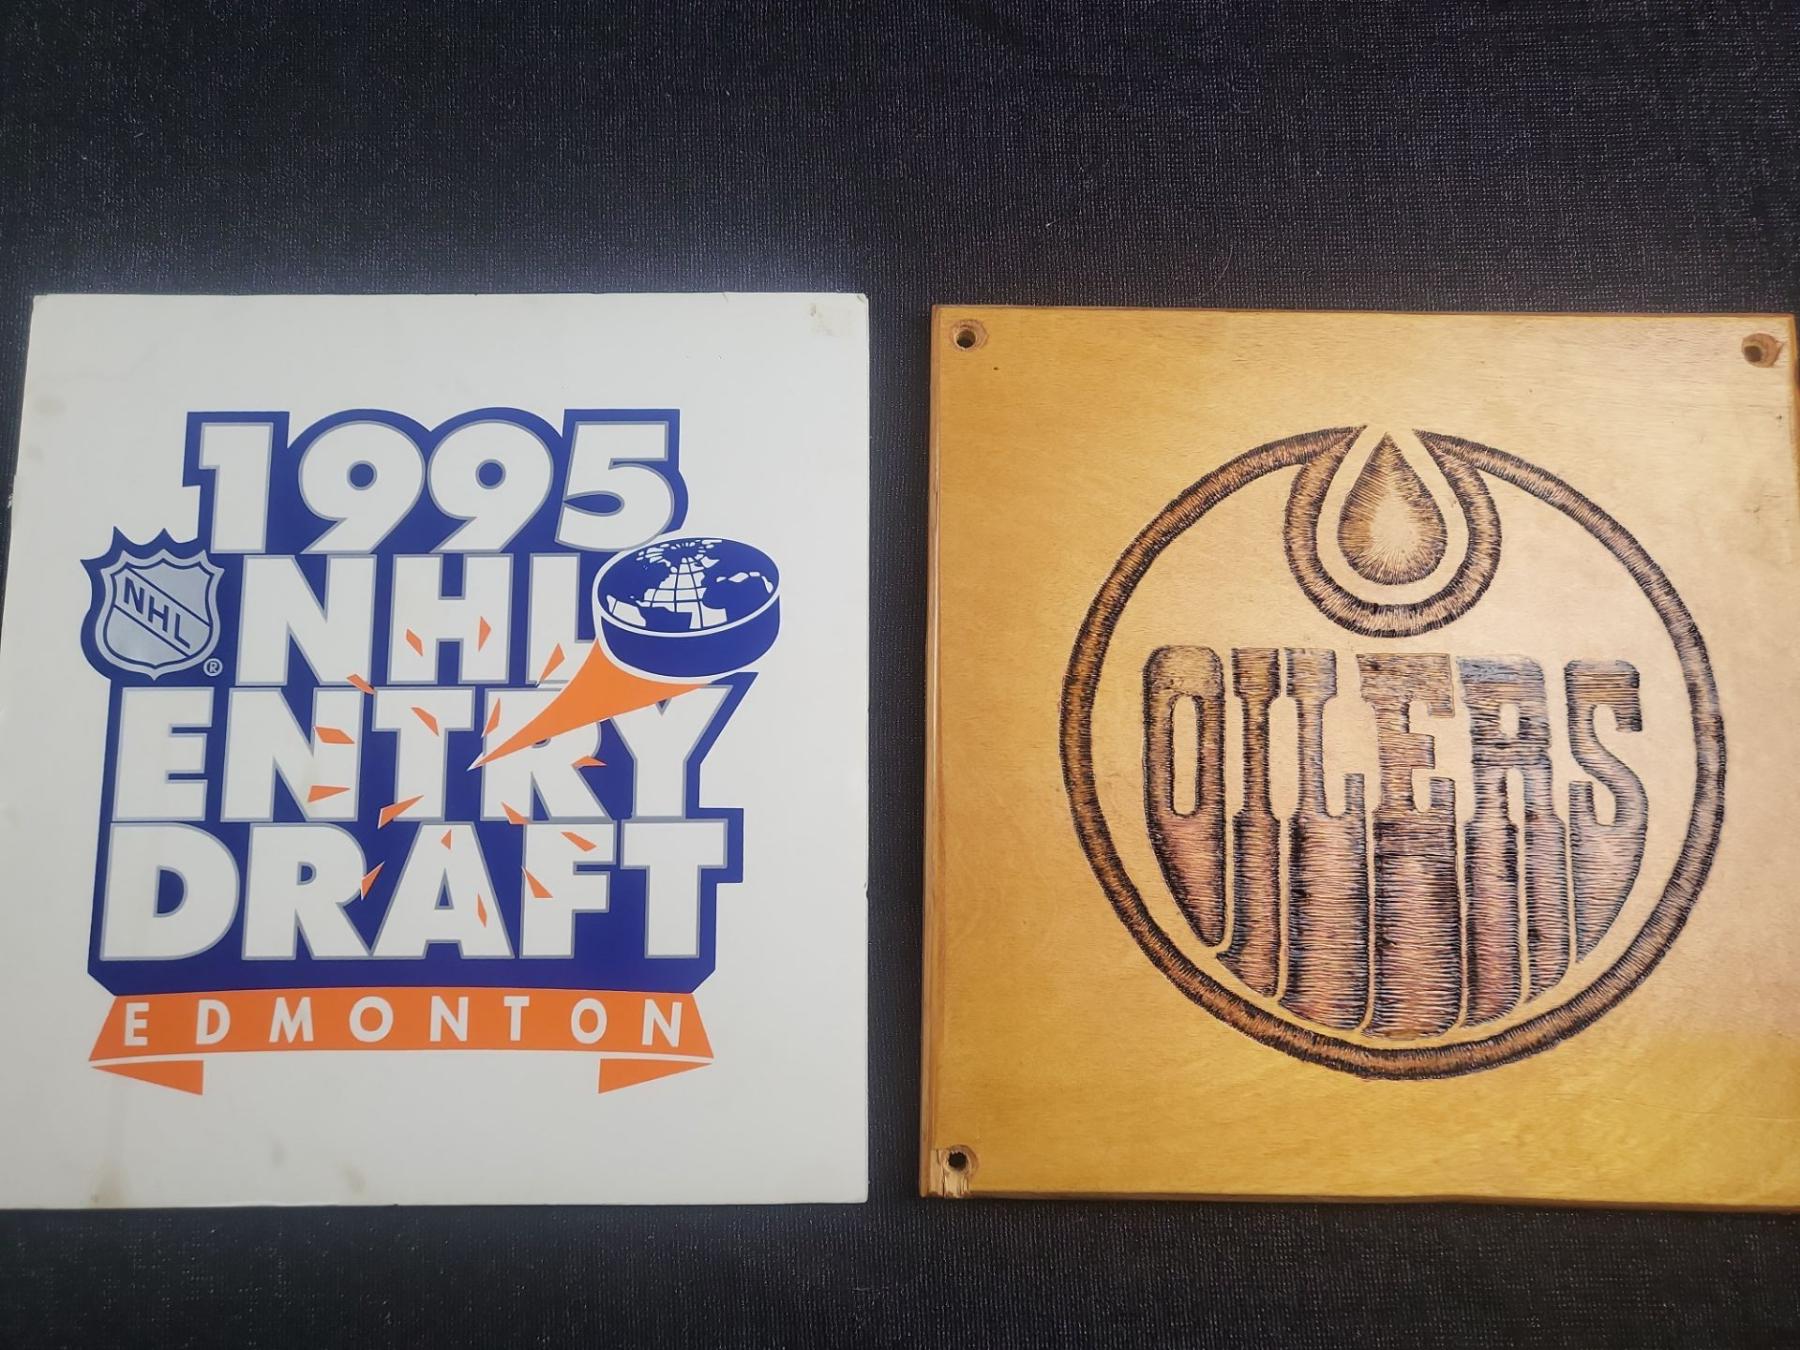 1995
NHL
NHL
®
ENTRY
DRAFT
EDMONTON
OILERS